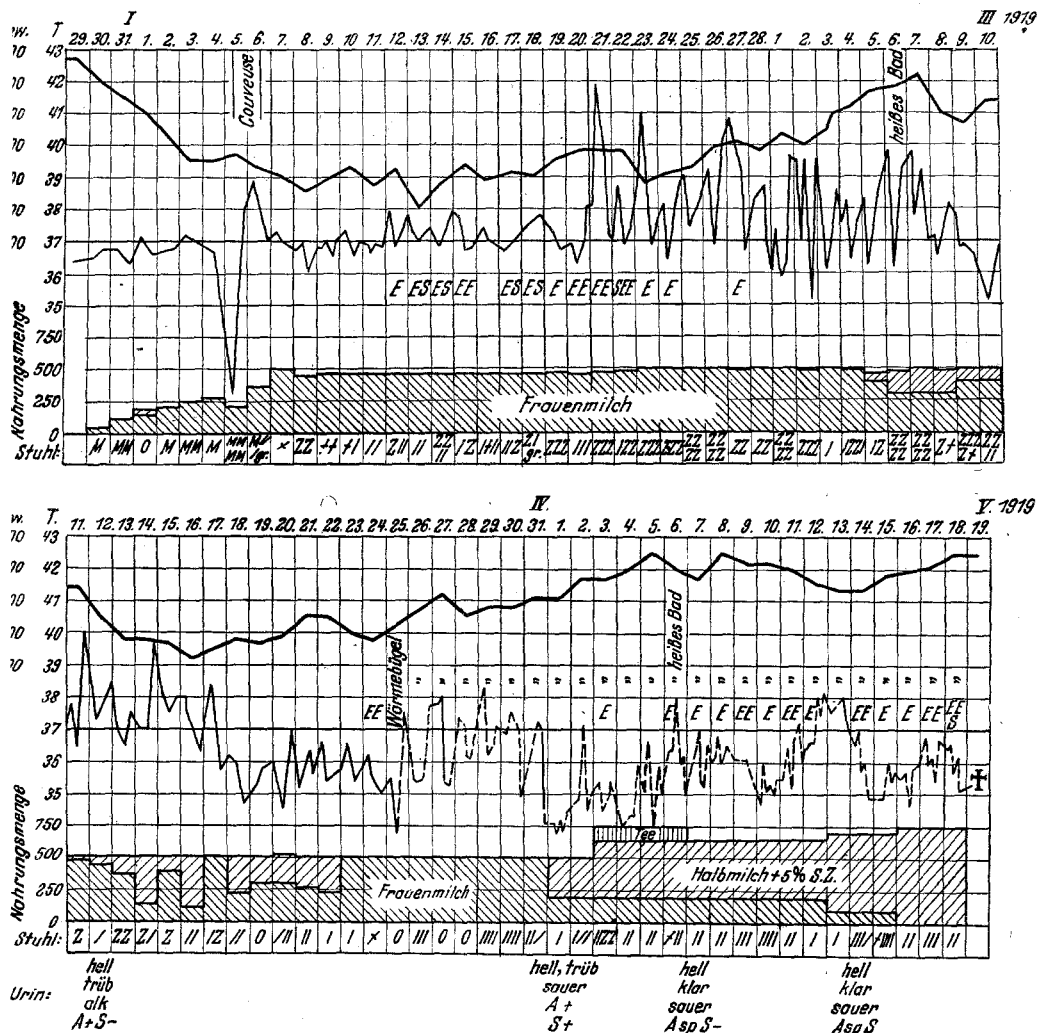 I III 1919
w. T 29. 30. 31. 1. 2. 3. 4. 5. 6. 7. 8. 9. 10 11. 12. 13. 14. 15. 16. 17. 18. 19. 20. 21. 22. 23. 24. 25. 26. 27. 28. 1. 2. 3. 4. 5. 6. 7. 8. 9. 10.
43
42
41
40
39
38
37
36
35
750
500
250
0
Couveuse
heißes Bad
E ES ES EE ES ES E EE EE SEE E E E
Nahrungsmenge
Frauenmilch
Stuhl:
IV. V. 1919
w. T. 11. 12. 13. 14. 15. 16. 17. 18. 19. 20. 21. 22. 23. 24. 25. 26. 27. 28. 29. 30. 31. 1. 2. 3. 4. 5. 6. 7. 8. 9. 10. 11. 12. 13. 14. 15. 16. 17. 18. 19.
43
42
41
40
39
38
37
36
35
750
500
250
0
Wärmebügel
heißes Bad
EE E E E E EE E EE E EE E E EE EE
S
Nahrungsmenge
Tee
Frauenmilch
Halbmilch+5% S.Z.
Stuhl:
Urin:
hell
trüb
alk
A+S-
hell, trüb
sauer
A+
S+
hell
klar
sauer
Asp S-
hell
klar
sauer
Asp S